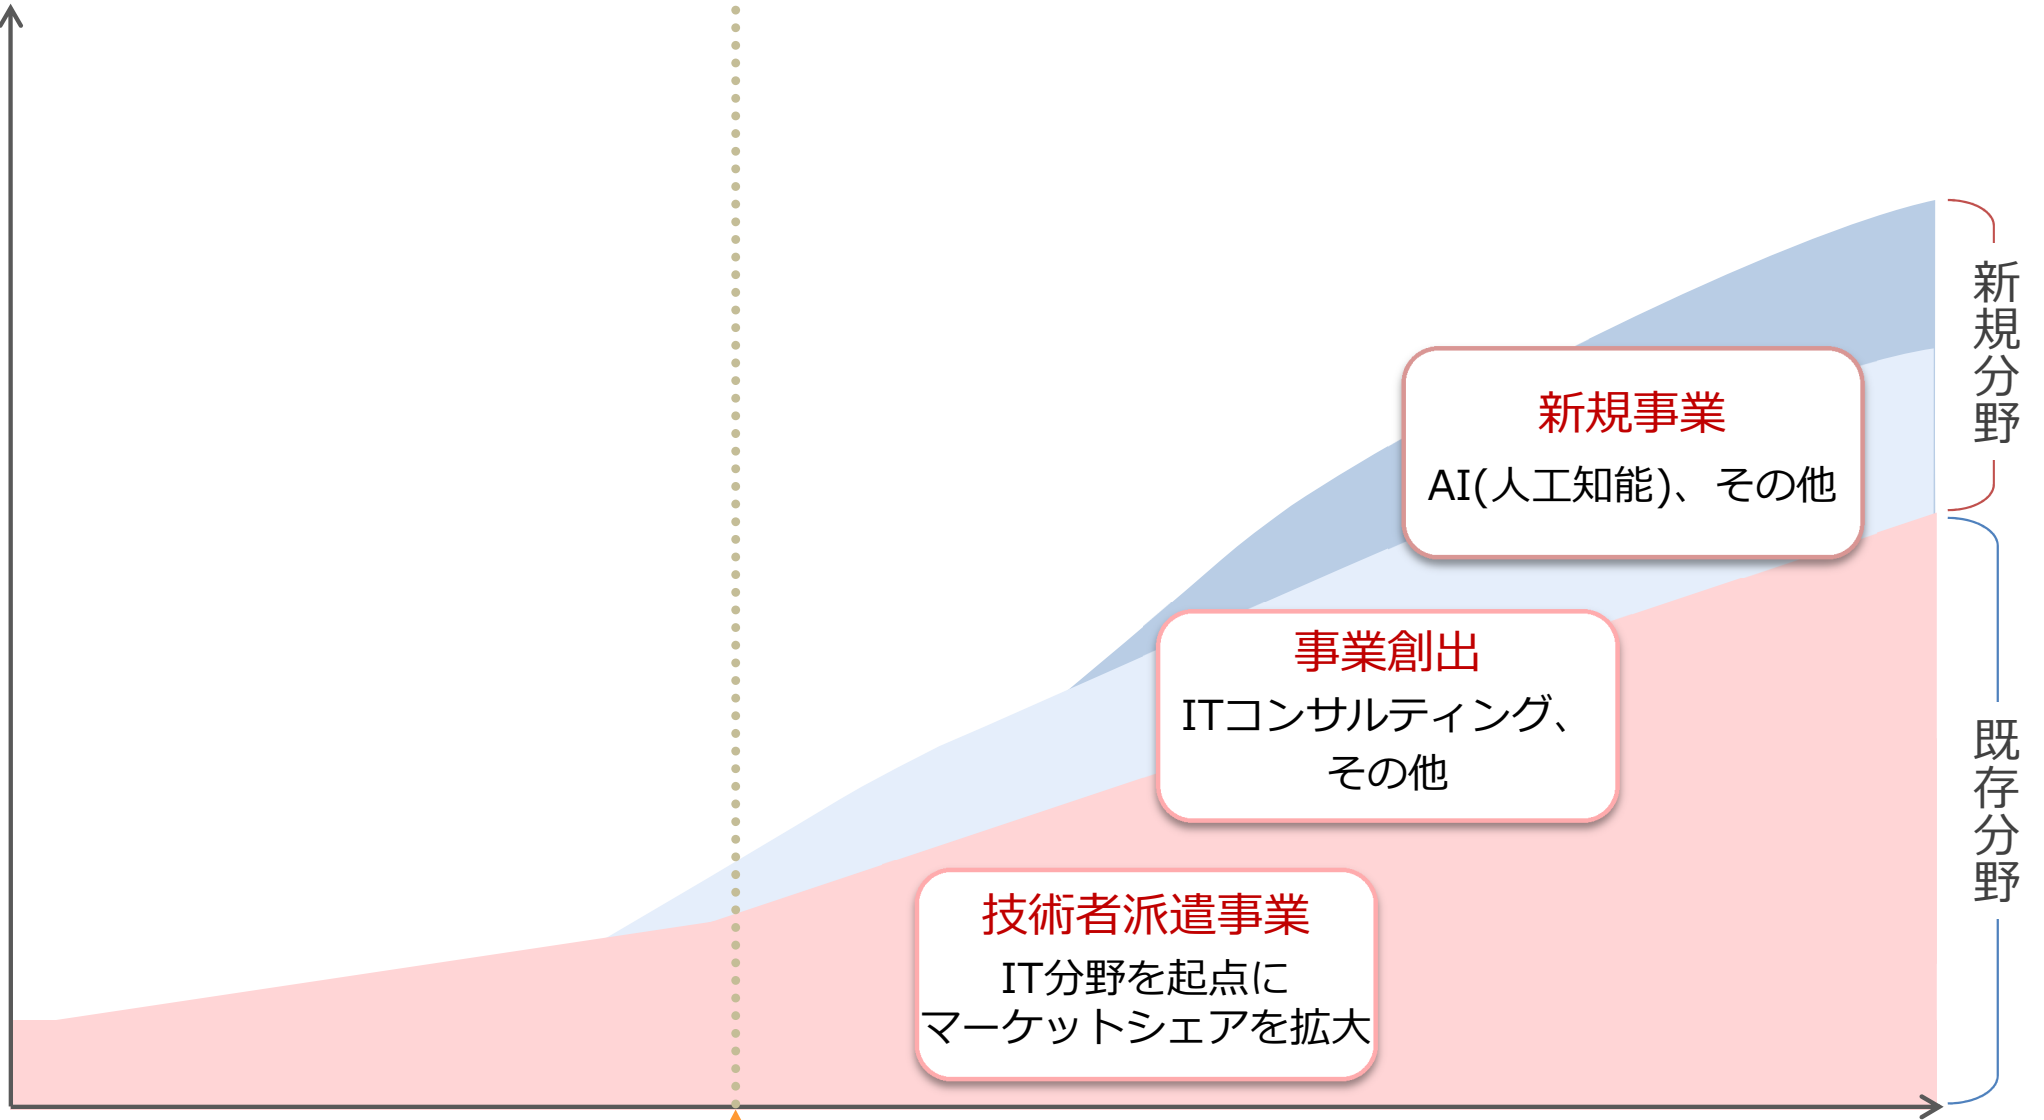 新規事業
AI(人工知能)、その他
事業創出
ITコンサルティング、
その他
技術者派遣事業
IT分野を起点に
マーケットシェアを拡大
新規分野
既存分野